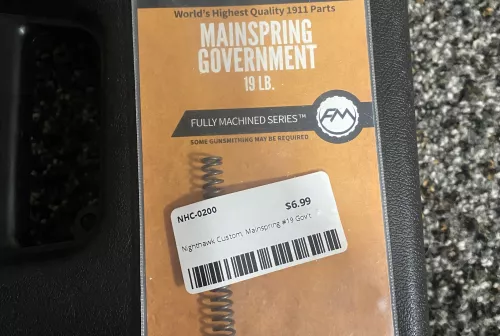 World's Highest Quality 1911 Parts
MAINSPRING
GOVERNMENT
19 LB.
FULLY MACHINED SERIES™
FM
SOME GUNSMITHING MAY BE REQUIRED
NHC-0200
$6.99
Nighthawk Custom, Mainspring #19 Gov't